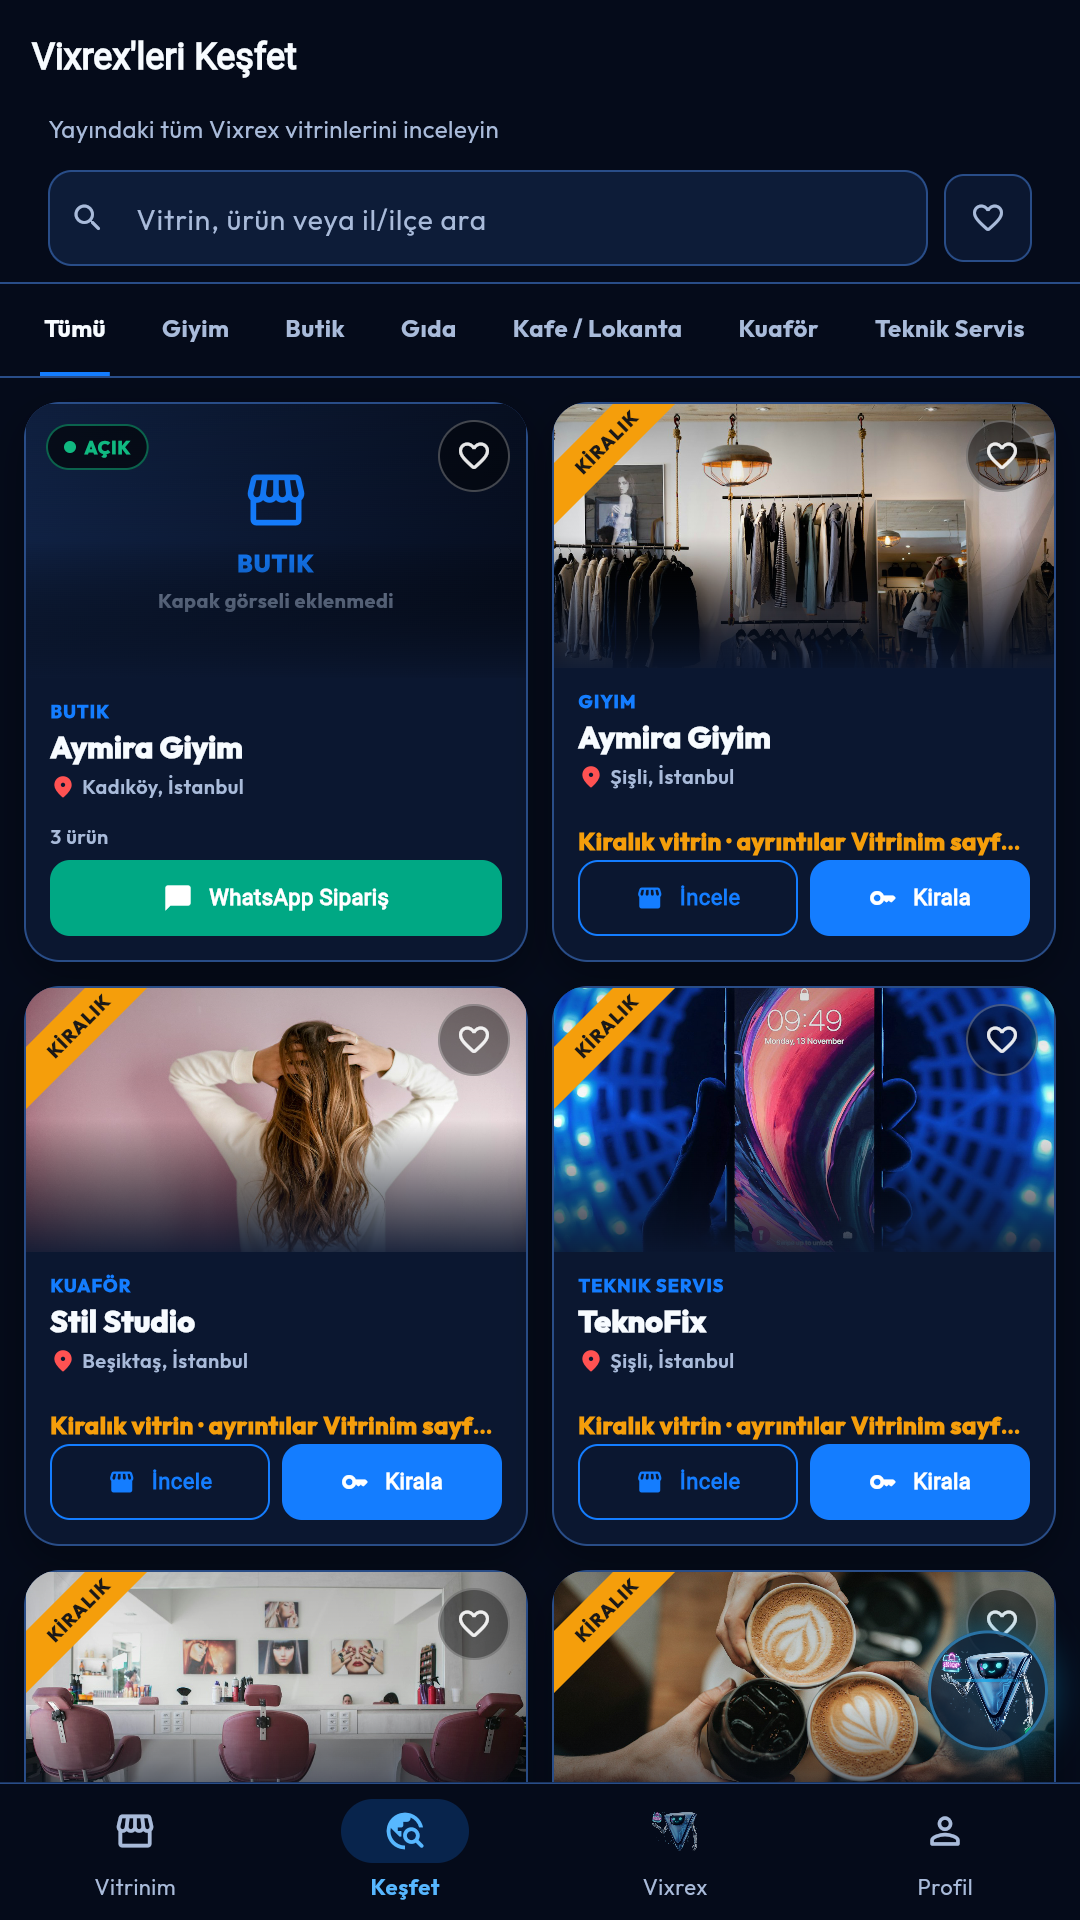 Vixrex'leri Keşfet
Yayındaki tüm Vixrex vitrinlerini inceleyin
Vitrin, ürün veya il/ilçe ara
Tümü Giyim Butik Gıda Kafe / Lokanta Kuaför Teknik Servis
AÇIK
BUTIK
Kapak görseli eklenmedi
BUTIK
Aymira Giyim
Kadıköy, İstanbul
3 ürün
WhatsApp Sipariş
KİRALIK
GIYIM
Aymira Giyim
Şişli, İstanbul
Kiralık vitrin · ayrıntılar Vitrinim sayf...
İncele Kirala
KİRALIK
KUAFÖR
Stil Studio
Beşiktaş, İstanbul
Kiralık vitrin · ayrıntılar Vitrinim sayf...
İncele Kirala
KİRALIK
09:49
Monday, 13 November
TEKNIK SERVIS
TeknoFix
Şişli, İstanbul
Kiralık vitrin · ayrıntılar Vitrinim sayf...
İncele Kirala
KİRALIK
KİRALIK
Vitrinim Keşfet Vixrex Profil